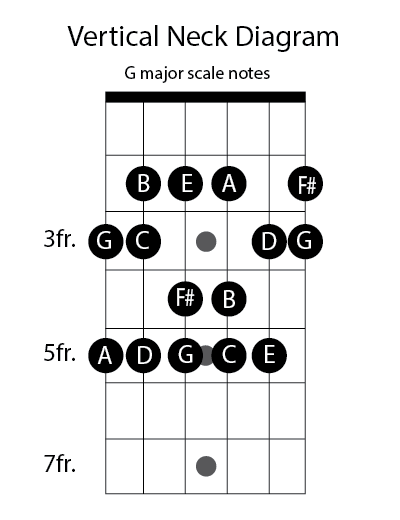 Vertical Neck Diagram
G major scale notes
B E A F#
3fr. G C D G
F# B
5fr. A D G C E
7fr.